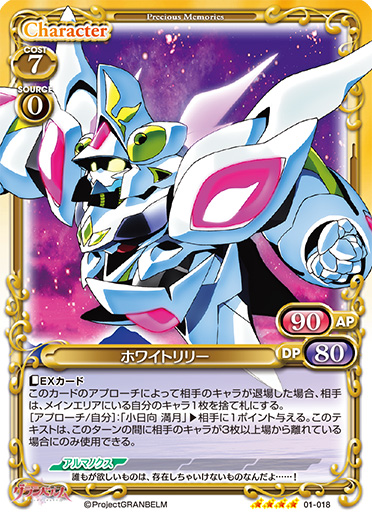 Precious Memories
Character
COST
7
SOURCE
0
90 AP
DP 80
ホワイトリリー
EXカード
このカードのアプローチによって相手のキャラが退場した場合、相手
は、メインエリアにいる自分のキャラ1枚を捨て札にする。
[アプローチ/自分]:「小日向 満月」▶相手に1ポイント与える。このテ
キストは、このターンの間に相手のキャラが3枚以上場から離れている
場合にのみ使用できる。
アルマノクス
誰もが欲しいものは、存在しちゃいけないものなんだよ……!
グランベルム
©ProjectGRANBELM
★★★★ 01-018